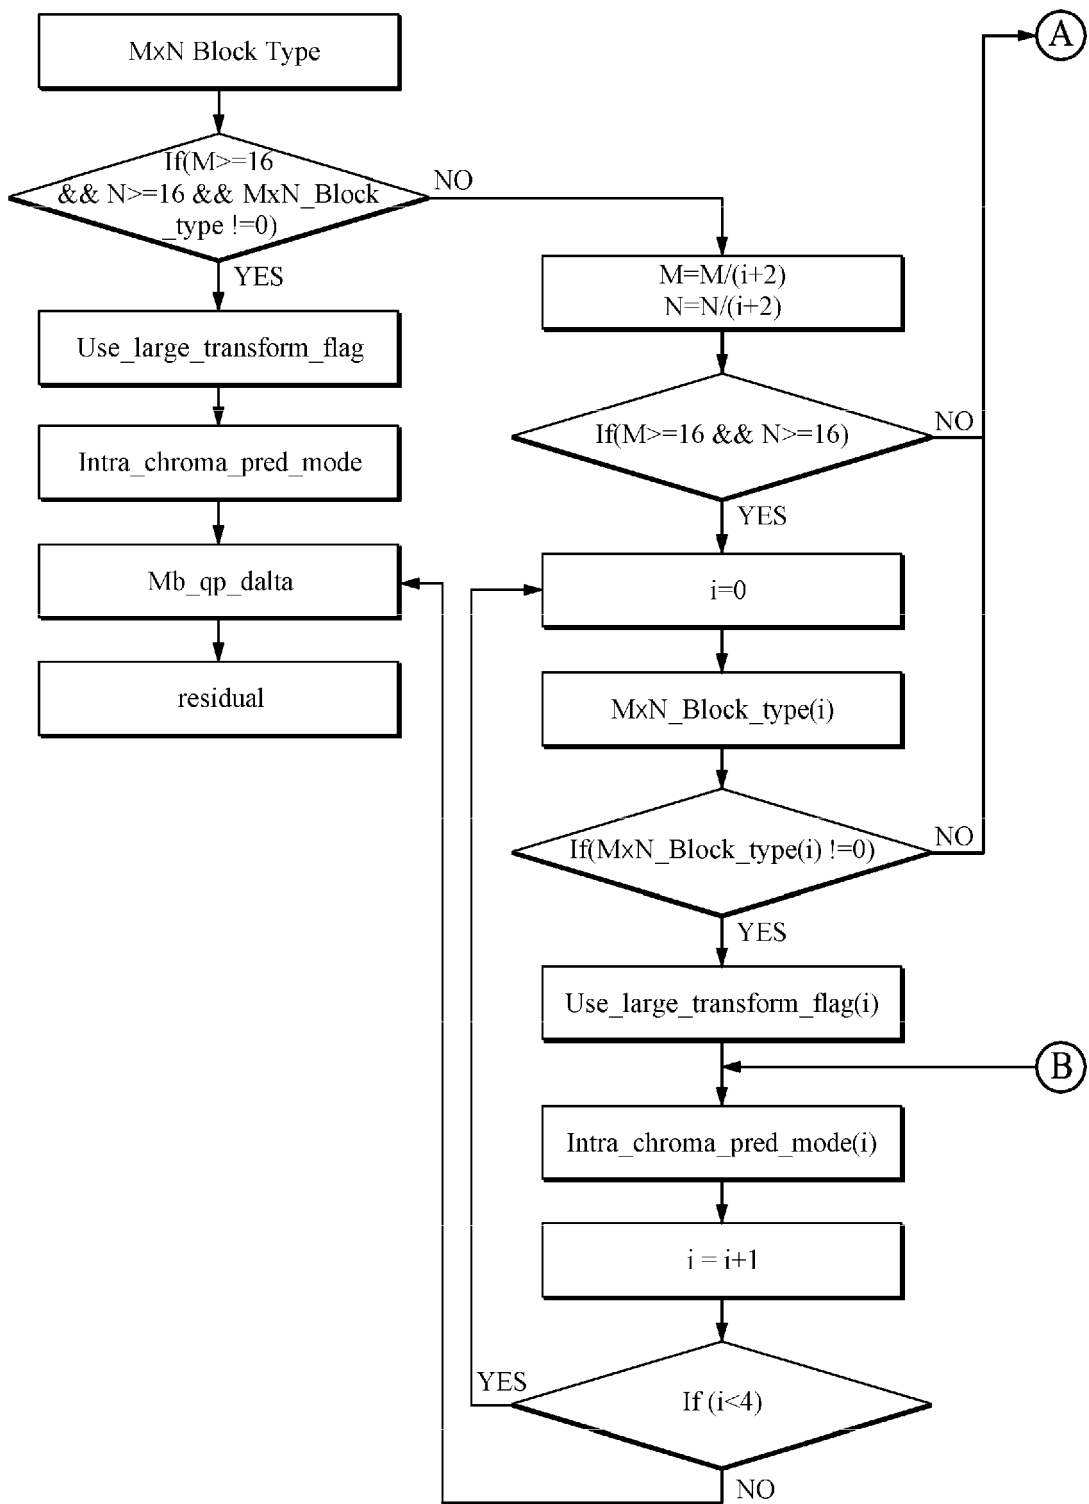 MxN Block Type
A
If(M>=16
&& N>=16 && MxN_Block
_type !=0)
NO
YES
Use_large_transform_flag
Intra_chroma_pred_mode
Mb_qp_dalta
residual
M=M/(i+2)
N=N/(i+2)
If(M>=16 && N>=16)
NO
YES
i=0
MxN_Block_type(i)
If(MxN_Block_type(i) !=0)
NO
YES
Use_large_transform_flag(i)
B
Intra_chroma_pred_mode(i)
i = i+1
If (i<4)
YES
NO